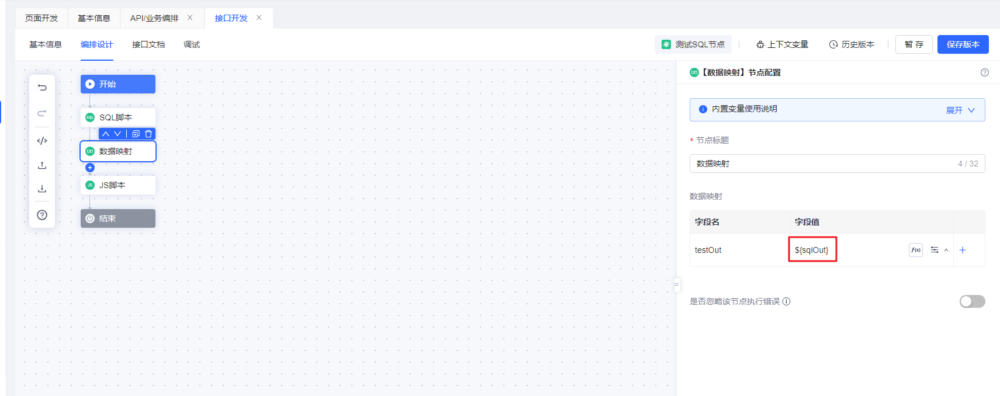 页面开发 基本信息 API/业务编排 接口开发
基本信息 编排设计 接口文档 调试 测试SQL节点 上下文变量 历史版本 暂存 保存版本
开始
SQL脚本
数据映射
JS脚本
结束
【数据映射】节点配置
内置变量使用说明 展开
* 节点标题
数据映射 4 / 32
数据映射
字段名 字段值
testOut ${sqlOut} f(x)
是否忽略该节点执行错误